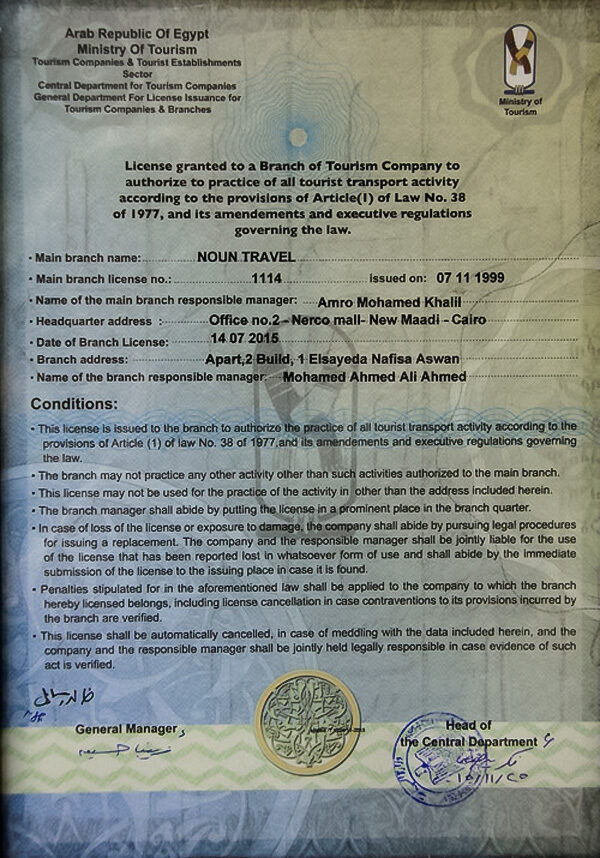 Arab Republic Of Egypt
Ministry Of Tourism
Tourism Companies & Tourist Establishments
Sector
Central Department for Tourism Companies
General Department For License Issuance for
Tourism Companies & Branches
Ministry of
Tourism
License granted to a Branch of Tourism Company to
authorize to practice of all tourist transport activity
according to the provisions of Article(1) of Law No. 38
of 1977, and its amendements and executive regulations
governing the law.
• Main branch name: NOUN TRAVEL
• Main branch license no.: 1114 issued on: 07 11 1999
• Name of the main branch responsible manager: Amro Mohamed Khalil
• Headquarter address : Office no.2 - Nerco mall- New Maadi - Cairo
• Date of Branch License: 14 07 2015
• Branch address: Apart,2 Build, 1 Elsayeda Nafisa Aswan
• Name of the branch responsible manager: Mohamed Ahmed Ali Ahmed
Conditions:
• This license is issued to the branch to authorize the practice of all tourist transport activity according to the
provisions of Article (1) of law No. 38 of 1977,and its amendements and executive regulations governing
the law.
• The branch may not practice any other activity other than such activities authorized to the main branch.
• This license may not be used for the practice of the activity in other than the address included herein.
• The branch manager shall abide by putting the license in a prominent place in the branch quarter.
• In case of loss of the license or exposure to damage, the company shall abide by pursuing legal procedures
for issuing a replacement. The company and the responsible manager shall be jointly liable for the use
of the license that has been reported lost in whatsoever form of use and shall abide by the immediate
submission of the license to the issuing place in case it is found.
• Penalties stipulated for in the aforementioned law shall be applied to the company to which the branch
hereby licensed belongs, including license cancellation in case contraventions to its provisions incurred by
the branch are verified.
• This license shall be automatically cancelled, in case of meddling with the data included herein, and the
company and the responsible manager shall be jointly held legally responsible in case evidence of such
act is verified.
General Manager
Head of
the Central Department